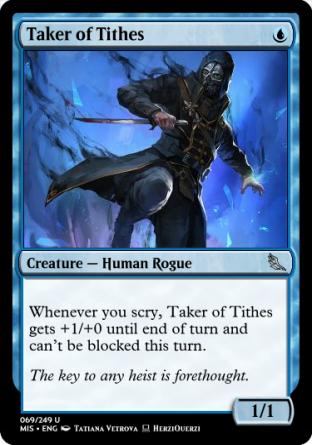 Taker of Tithes
Creature — Human Rogue
Whenever you scry, Taker of Tithes
gets +1/+0 until end of turn and
can't be blocked this turn.
The key to any heist is forethought.
1/1
069/249 U
MIS • ENG TATIANA VETROVA HERZIQUERZI